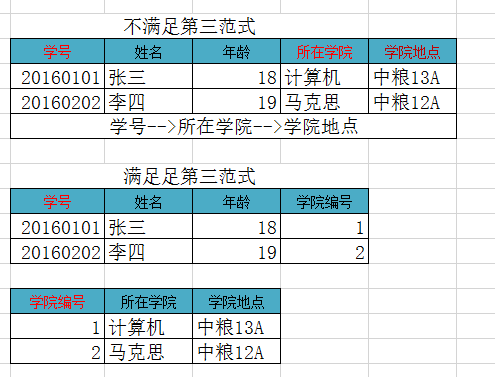 不满足第三范式
学号 姓名 年龄 所在学院 学院地点
20160101 张三 18 计算机 中粮13A
20160202 李四 19 马克思 中粮12A
学号-->所在学院-->学院地点
满足足第三范式
学号 姓名 年龄 学院编号
20160101 张三 18 1
20160202 李四 19 2
学院编号 所在学院 学院地点
1 计算机 中粮13A
2 马克思 中粮12A